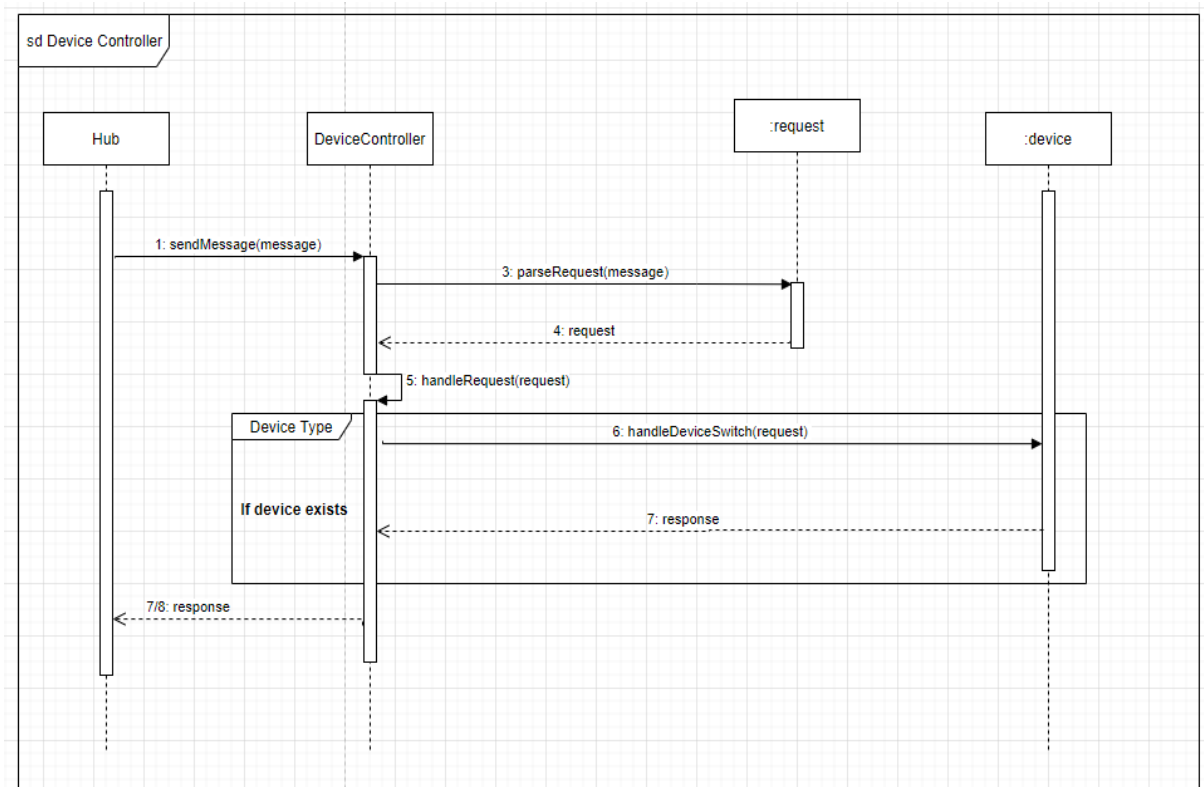 sd Device Controller
Hub
DeviceController
:request
:device
1: sendMessage(message)
3: parseRequest(message)
4: request
5: handleRequest(request)
Device Type
6: handleDeviceSwitch(request)
If device exists
7: response
7/8: response